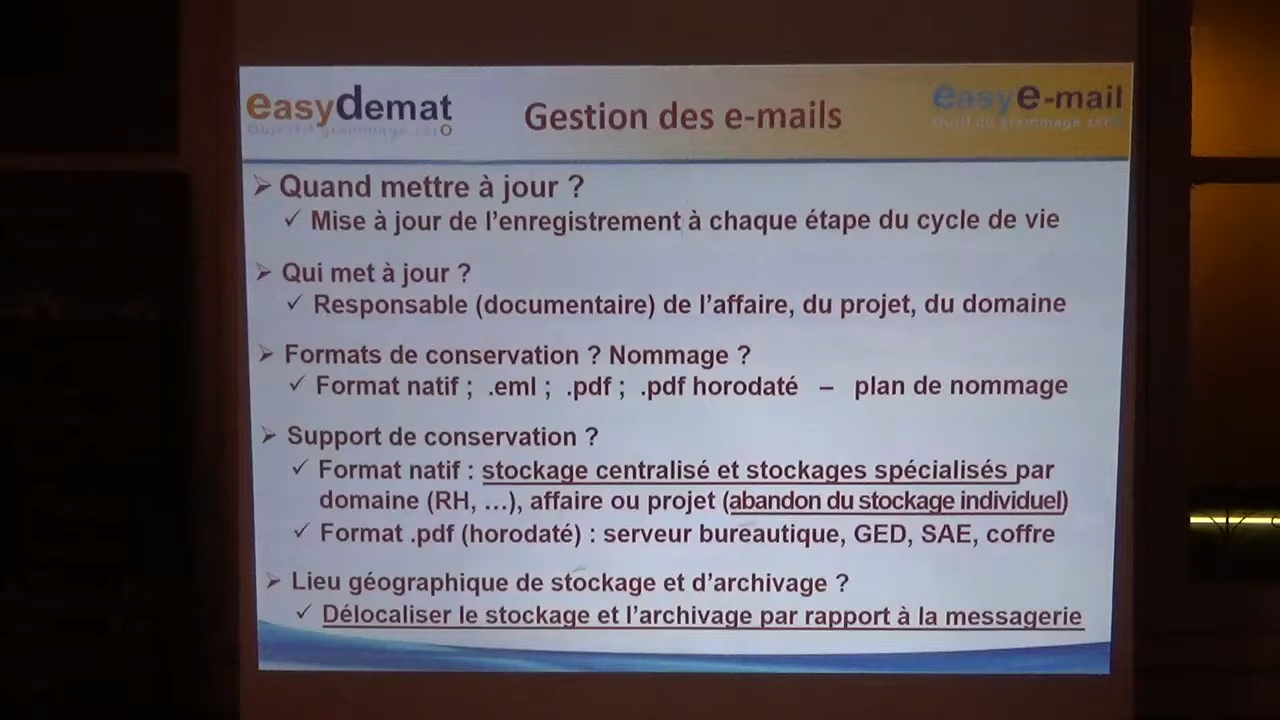 easydemat
Gestion des e-mails
easyE-mail
➢ Quand mettre à jour ?
✓ Mise à jour de l’enregistrement à chaque étape du cycle de vie
➢ Qui met à jour ?
✓ Responsable (documentaire) de l’affaire, du projet, du domaine
➢ Formats de conservation ? Nommage ?
✓ Format natif ; .eml ; .pdf ; .pdf horodaté – plan de nommage
➢ Support de conservation ?
✓ Format natif : stockage centralisé et stockages spécialisés par
domaine (RH, …), affaire ou projet (abandon du stockage individuel)
✓ Format .pdf (horodaté) : serveur bureautique, GED, SAE, coffre
➢ Lieu géographique de stockage et d’archivage ?
✓ Délocaliser le stockage et l’archivage par rapport à la messagerie